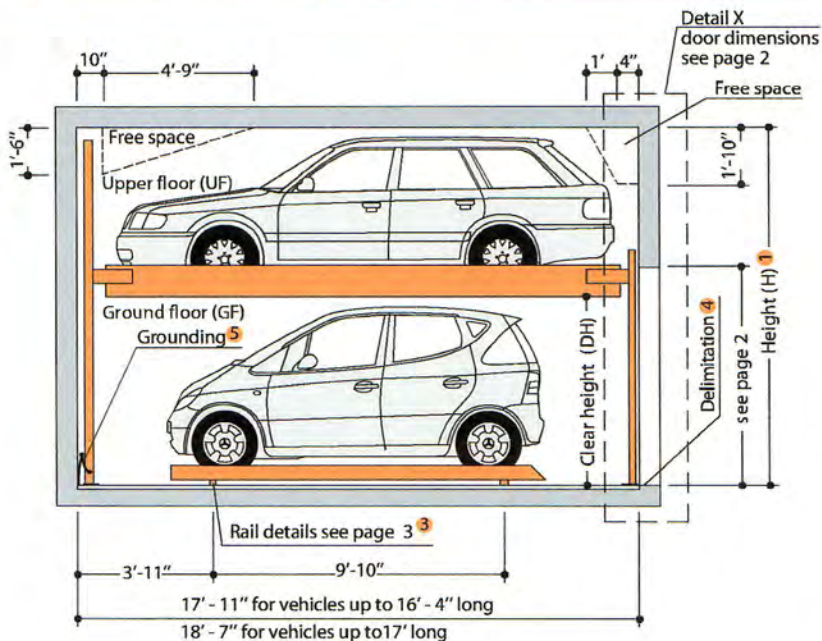 Detail X
door dimensions
see page 2
10"
4'-9"
1'
4"
Free space
Free space
1'-6"
1'-10"
Upper floor (UF)
Height (H) 1
Ground floor (GF)
Grounding 5
Clear height (DH)
see page 2
Delimitation 4
Rail details see page 3 3
3'-11"
9'-10"
17' - 11" for vehicles up to 16' - 4" long
18' - 7" for vehicles up to17' long